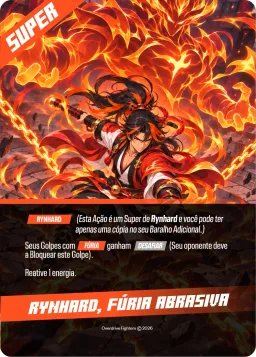 SUPER
RYNHARD (Esta Ação é um Super de Rynhard e você pode ter
apenas uma cópia no seu Baralho Adicional.)
Seus Golpes com FÚRIA ganham DESAFIAR (Seu oponente deve
a Bloquear este Golpe).
Reative 1 energia.
RYNHARD, FÚRIA ABRASIVA
Overdrive Fighters © 2026